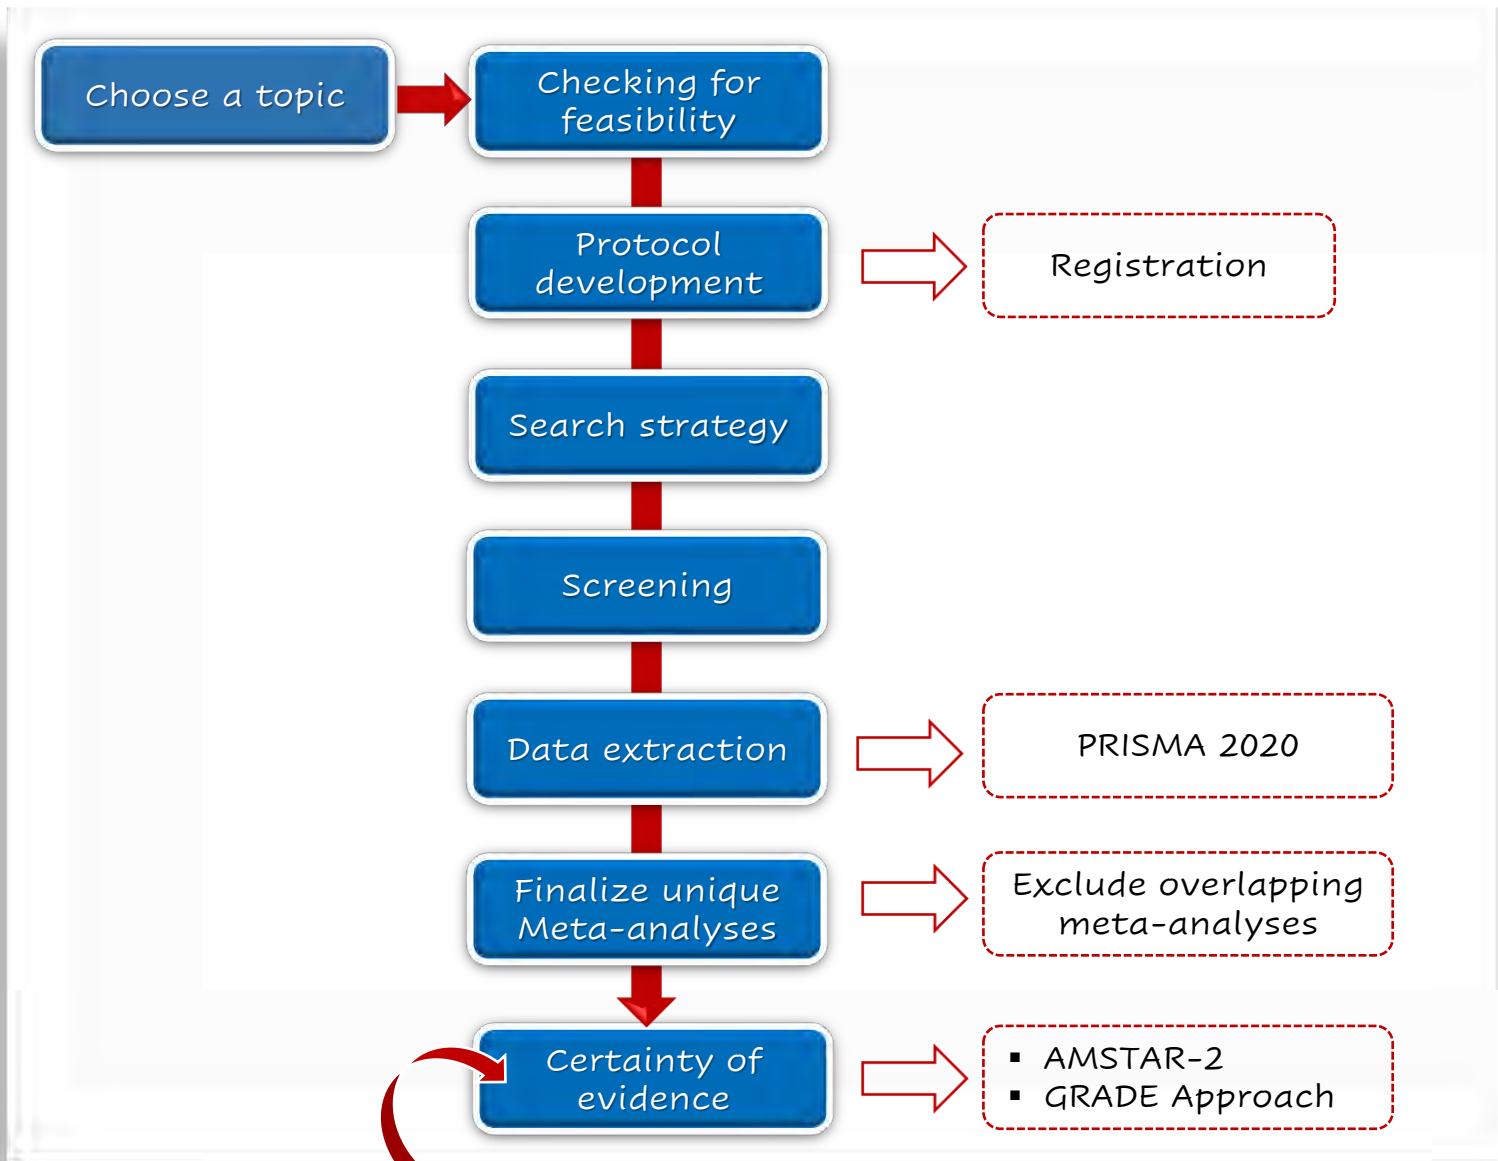 Choose a topic
Checking for
feasibility
Protocol
development
Registration
Search strategy
Screening
Data extraction
PRISMA 2020
Finalize unique
Meta-analyses
Exclude overlapping
meta-analyses
Certainty of
evidence
▪ AMSTAR-2
▪ GRADE Approach